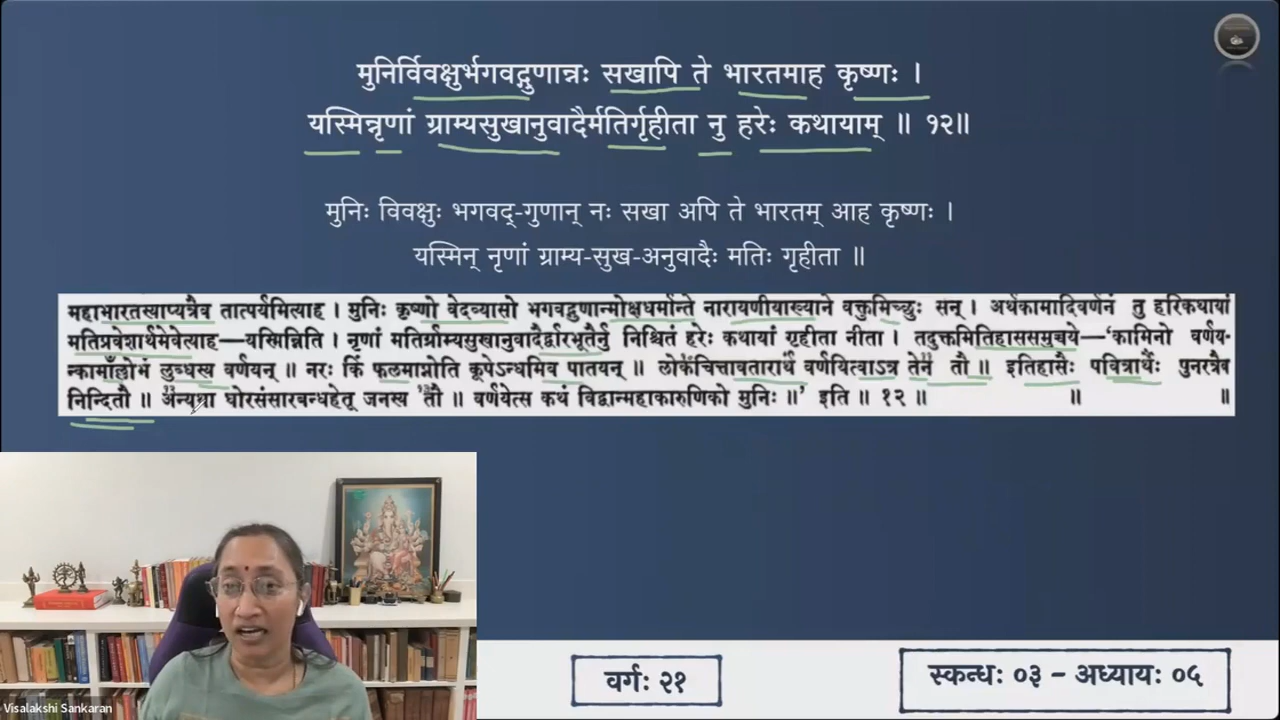 मुनिर्विवक्षुर्भगवद्गुणान्नः सखापि ते भारतमाह कृष्णः ।
यस्मिन्नृणां ग्राम्यसुखानुवादैर्मतिर्गृहीता नु हरेः कथायाम् ॥ १२॥
मुनिः विवक्षुः भगवद्-गुणान् नः सखा अपि ते भारतम् आह कृष्णः ।
यस्मिन् नृणां ग्राम्य-सुख-अनुवादैः मतिः गृहीता ॥
महाभारतस्याप्यत्रैव तात्पर्यमित्याह । मुनिः कृष्णो वेदव्यासो भगवद्गुणान्मोक्षधर्मान्ते नारायणीयाख्याने वक्तुमिच्छुः सन् । अर्थकामादिवर्णनं तु हरिकथायां
मतिप्रवेशार्थमेवेत्याह—यस्मिन्निति । नृणां मतिर्ग्राम्यसुखानुवादैर्द्वारभूतैर्नु निश्चितं हरेः कथायां गृहीता नीता । तदुक्तमितिहाससमुच्चये—‘कामिनो वर्णय-
न्कामाँल्लोभं लुब्धस्य वर्णयन् ॥ नरः किं फलमाप्नोति कूपेऽन्धमिव पातयन् ॥ लोकचित्तावतारार्थं वर्णयित्वाऽत्र तेन तौ ॥ इतिहासैः पवित्रार्थैः पुनरत्रैव
निन्दितौ ॥ अन्यथा घोरसंसारबन्धहेतू जनस्य तौ ॥ वर्णयेत्स कथं विद्वान्महाकारुणिको मुनिः ॥’ इति ॥ १२ ॥ ॥ ॥
Visalakshi Sankaran
वर्गः २१
स्कन्धः ०३ – अध्यायः ०५